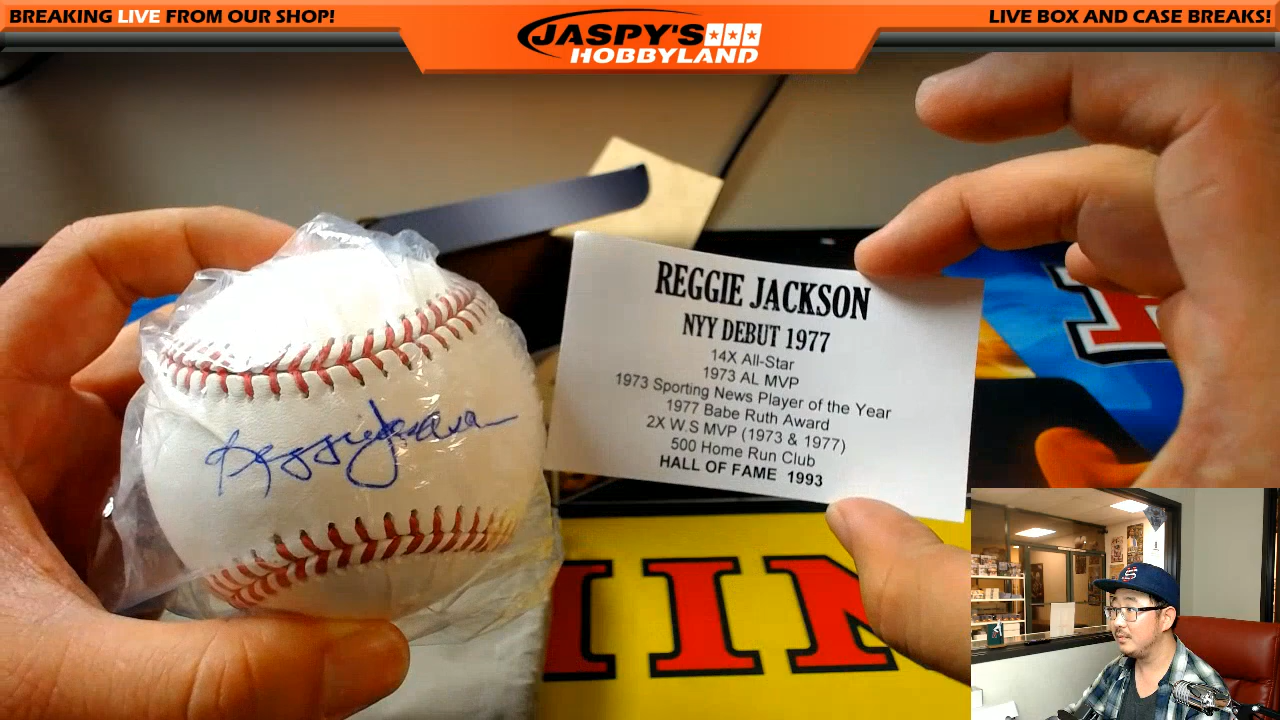 BREAKING LIVE FROM OUR SHOP!
JASPY'S
HOBBYLAND
LIVE BOX AND CASE BREAKS!
REGGIE JACKSON
NYY DEBUT 1977
14X All-Star
1973 AL MVP
1973 Sporting News Player of the Year
1977 Babe Ruth Award
2X W.S MVP (1973 & 1977)
500 Home Run Club
HALL OF FAME 1993
Reggie Jackson